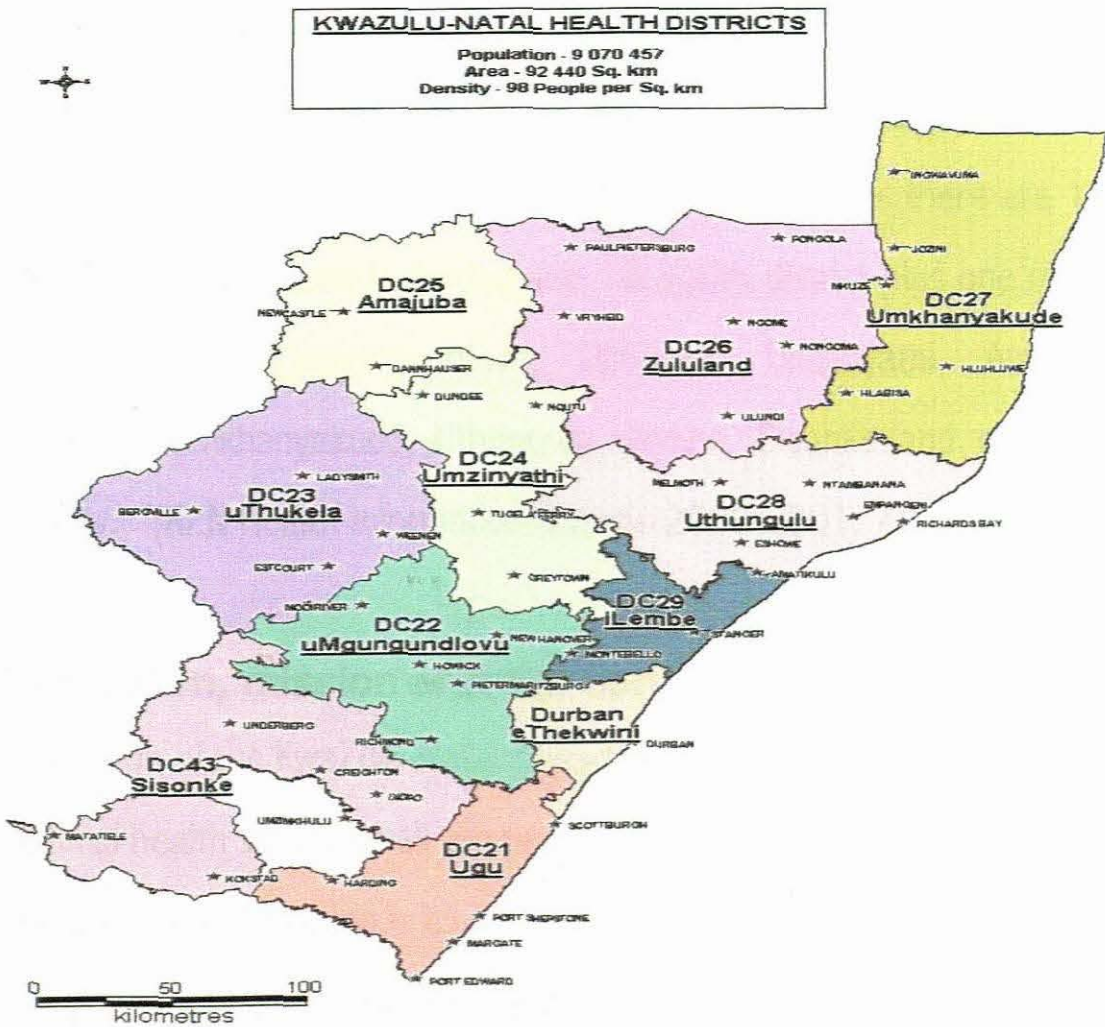 KWAZULU-NATAL HEALTH DISTRICTS
Population - 9 070 457
Area - 92 440 Sq. km
Density - 98 People per Sq. km
INGWAVUMA
PONGOLA
PAULPIETERSBURG
JOZINI
DC25
Amajuba
MKUZE
DC27
Umkhanyakude
NEWCASTLE
VRYHEID
NGOME
DC26
Zululand
NONGOMA
DANNHAUSER
HLUHLUWE
DUNDEE
NQUTU
HLABISA
ULUNDI
DC24
Umzinyathi
LADYSMITH
MELMOTH
NTAMBANANA
DC23
uThukela
DC28
Uthungulu
BERGVILLE
TUGELA FERRY
EMPANGENI
RICHARDS BAY
WEENEN
ESHOWE
ESTCOURT
GREYTOWN
AMATIKULU
MOOIRIVER
DC29
iLembe
DC22
uMgungundlovu
NEW HANOVER
STANGER
MONTEBELLO
HOWICK
PIETERMARITZBURG
Durban
eThekwini
UNDERBERG
RICHMOND
DURBAN
DC43
Sisonke
CREIGHTON
IXOPO
UMZIMKHULU
SCOTTBURGH
MATATIELE
DC21
Ugu
KOKSTAD
HARDING
PORT SHEPSTONE
MARGATE
PORT EDWARD
0 50 100
kilometres